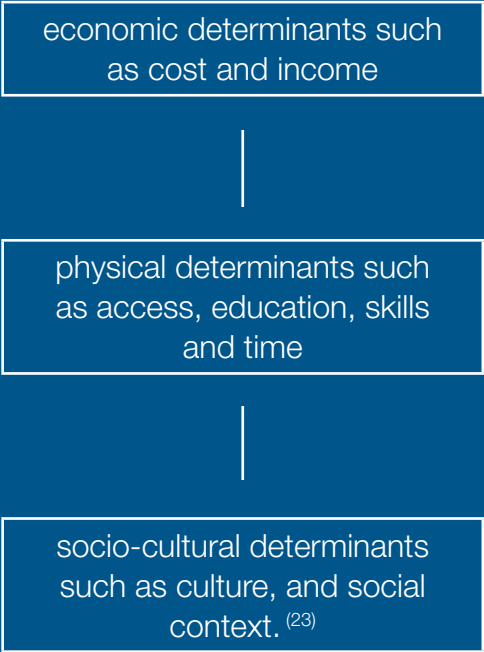 economic determinants such
as cost and income
physical determinants such
as access, education, skills
and time
socio-cultural determinants
such as culture, and social
context. (23)